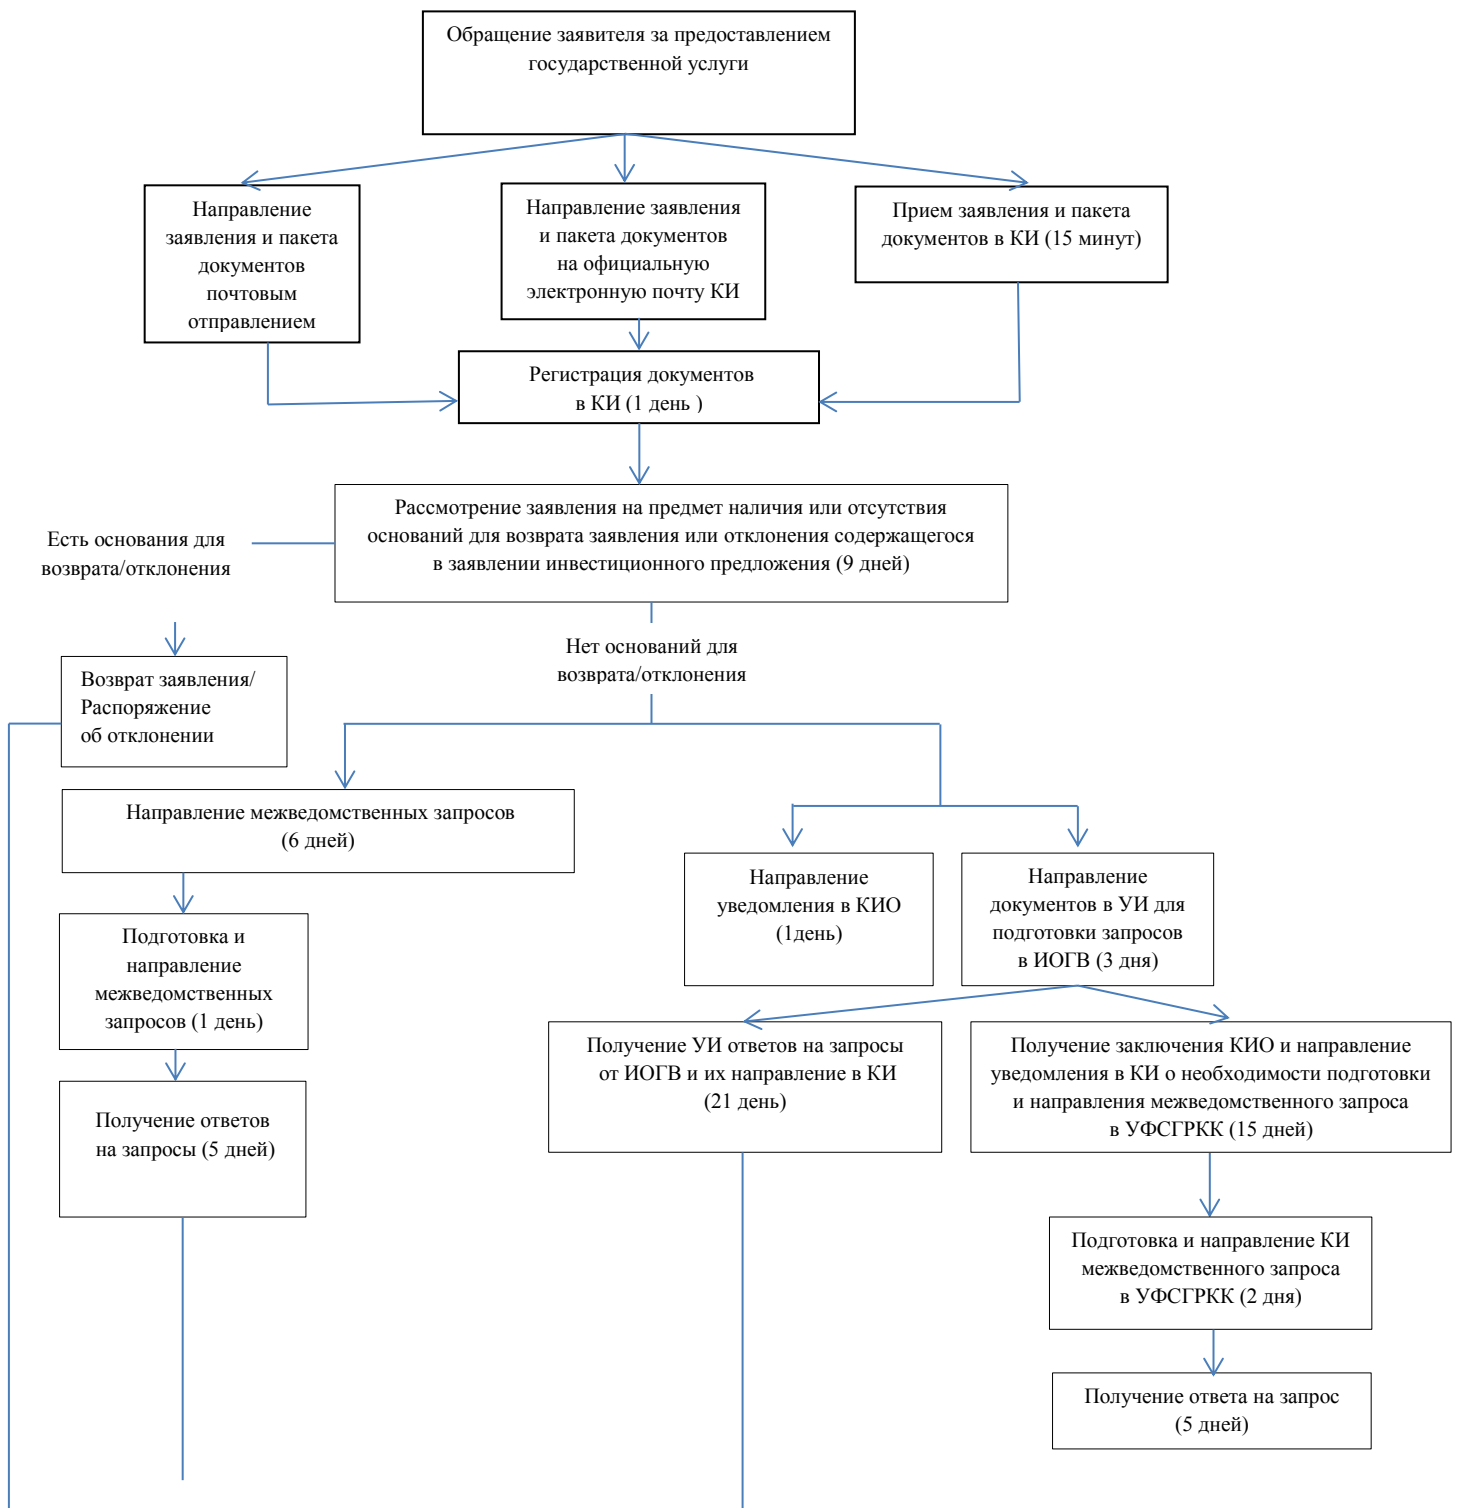 Обращение заявителя за предоставлением
государственной услуги
Направление
заявления и пакета
документов
почтовым
отправлением
Направление заявления
и пакета документов
на официальную
электронную почту КИ
Прием заявления и пакета
документов в КИ (15 минут)
Регистрация документов
в КИ (1 день )
Рассмотрение заявления на предмет наличия или отсутствия
оснований для возврата заявления или отклонения содержащегося
в заявлении инвестиционного предложения (9 дней)
Есть основания для
возврата/отклонения
Нет оснований для
возврата/отклонения
Возврат заявления/
Распоряжение
об отклонении
Направление межведомственных запросов
(6 дней)
Направление
уведомления в КИО
(1день)
Направление
документов в УИ для
подготовки запросов
в ИОГВ (3 дня)
Подготовка и
направление
межведомственных
запросов (1 день)
Получение УИ ответов на запросы
от ИОГВ и их направление в КИ
(21 день)
Получение заключения КИО и направление
уведомления в КИ о необходимости подготовки
и направления межведомственного запроса
в УФСГРКК (15 дней)
Получение ответов
на запросы (5 дней)
Подготовка и направление КИ
межведомственного запроса
в УФСГРКК (2 дня)
Получение ответа на запрос
(5 дней)